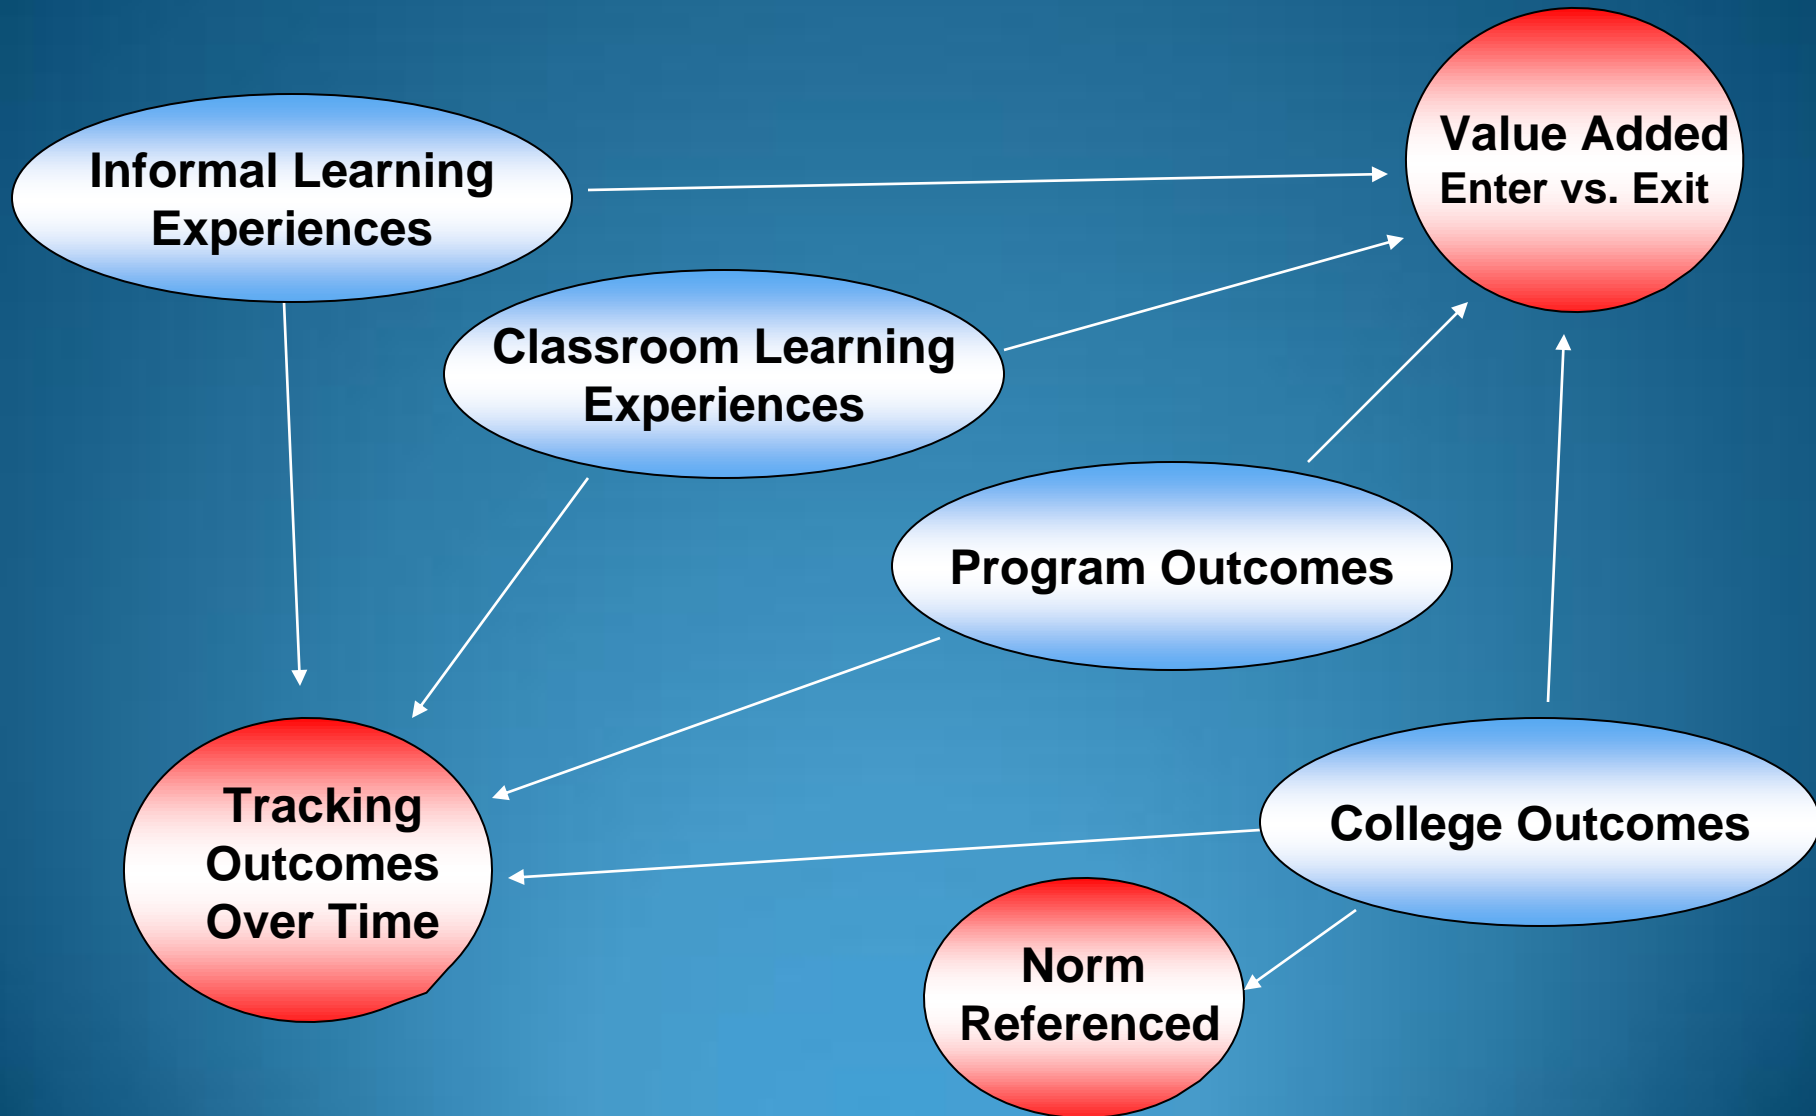 Value Added
Enter vs. Exit
Informal Learning
Experiences
Classroom Learning
Experiences
Program Outcomes
Tracking
Outcomes
Over Time
College Outcomes
Norm
Referenced